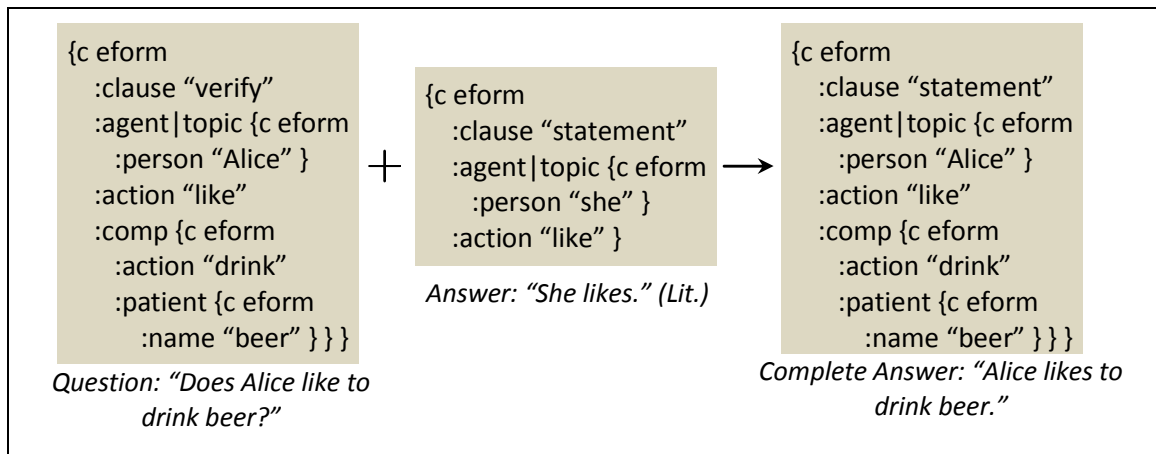 {c eform
:clause “verify”
:agent|topic {c eform
:person “Alice” }
:action “like”
:comp {c eform
:action “drink”
:patient {c eform
:name “beer” } } }
Question: “Does Alice like to
drink beer?”
+
{c eform
:clause “statement”
:agent|topic {c eform
:person “she” }
:action “like” }
Answer: “She likes.” (Lit.)
{c eform
:clause “statement”
:agent|topic {c eform
:person “Alice” }
:action “like”
:comp {c eform
:action “drink”
:patient {c eform
:name “beer” } } }
Complete Answer: “Alice likes to
drink beer.”